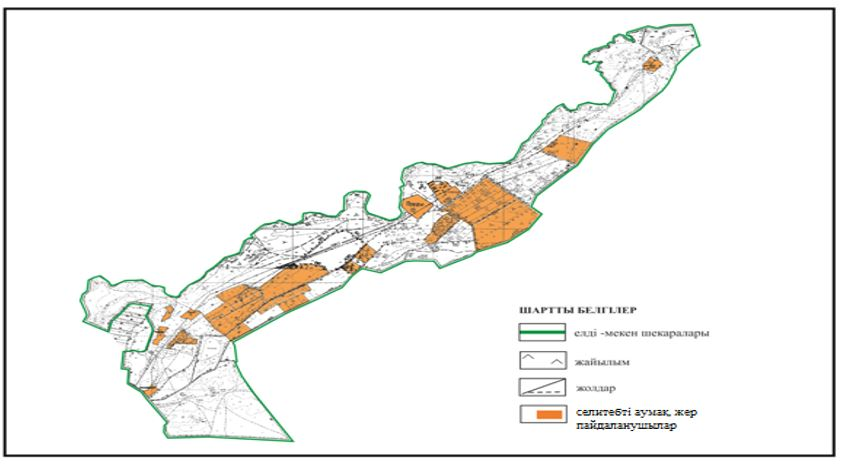 ШАРТТЫ БЕЛГІЛЕР
елді -мекен шекаралары
жайылым
жолдар
селитебті аумақ, жер
пайдаланушылар